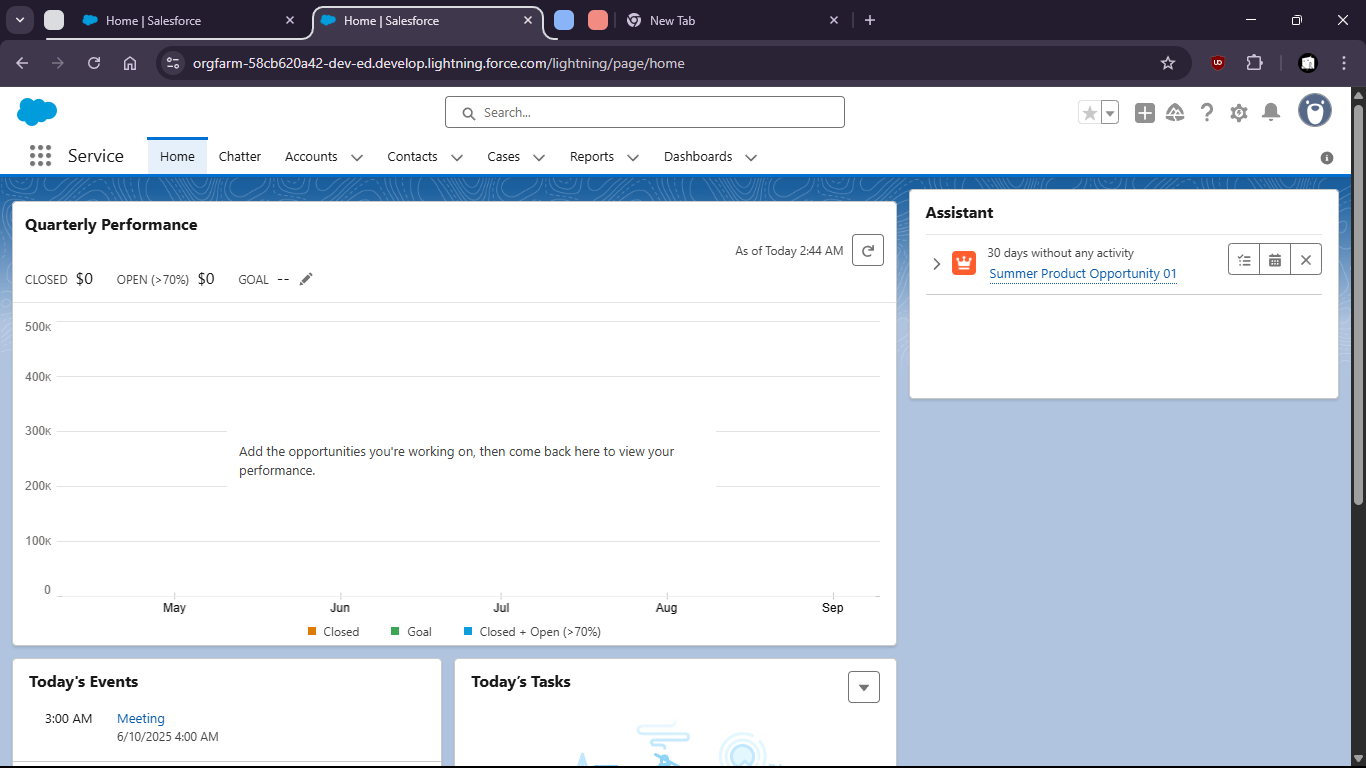 Home | Salesforce
Home | Salesforce
New Tab
orgfarm-58cb620a42-dev-ed.develop.lightning.force.com/lightning/page/home
UD
Search...
Service
Home
Chatter
Accounts
Contacts
Cases
Reports
Dashboards
Quarterly Performance
As of Today 2:44 AM
CLOSED $0 OPEN (>70%) $0 GOAL --
500K
400K
300K
200K
100K
0
Add the opportunities you're working on, then come back here to view your
performance.
May Jun Jul Aug Sep
Closed Goal Closed + Open (>70%)
Assistant
30 days without any activity
Summer Product Opportunity 01
Today's Events
3:00 AM Meeting
6/10/2025 4:00 AM
Today’s Tasks